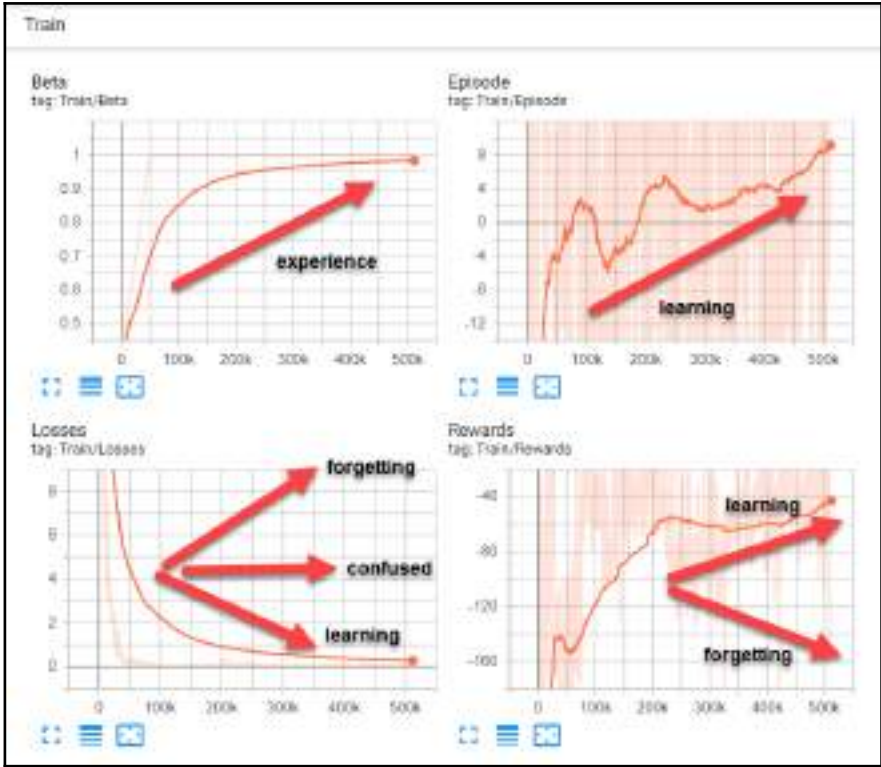 Train
Beta
tag: Train/Beta
1
0.9
0.8
0.7
0.6
0.5
experience
0 100k 200k 300k 400k 500k
Episode
tag: Train/Episode
8
4
0
-4
-8
-12
learning
0 100k 200k 300k 400k 500k
Losses
tag: Train/Losses
8
6
4
2
0
forgetting
confused
learning
0 100k 200k 300k 400k 500k
Rewards
tag: Train/Rewards
-40
-80
-120
-160
learning
forgetting
0 100k 200k 300k 400k 500k